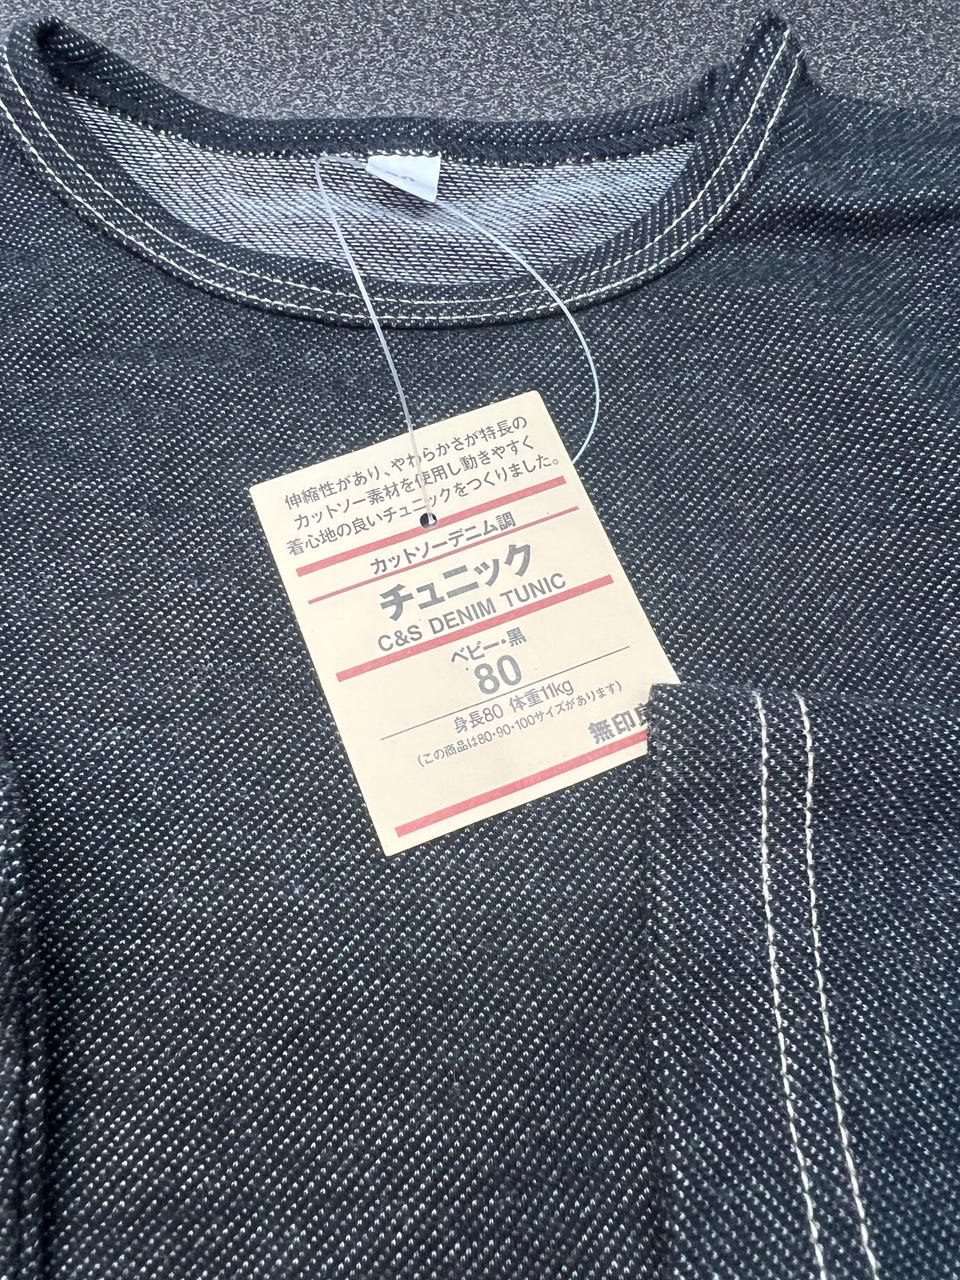 伸縮性があり、やわらかさが特長の
カットソー素材を使用し動きやすく
着心地の良いチュニックをつくりました。
カットソーデニム調
チュニック
C&S DENIM TUNIC
ベビー・黒
80
身長80 体重11kg
(この商品は80・90・100サイズがあります)
無印